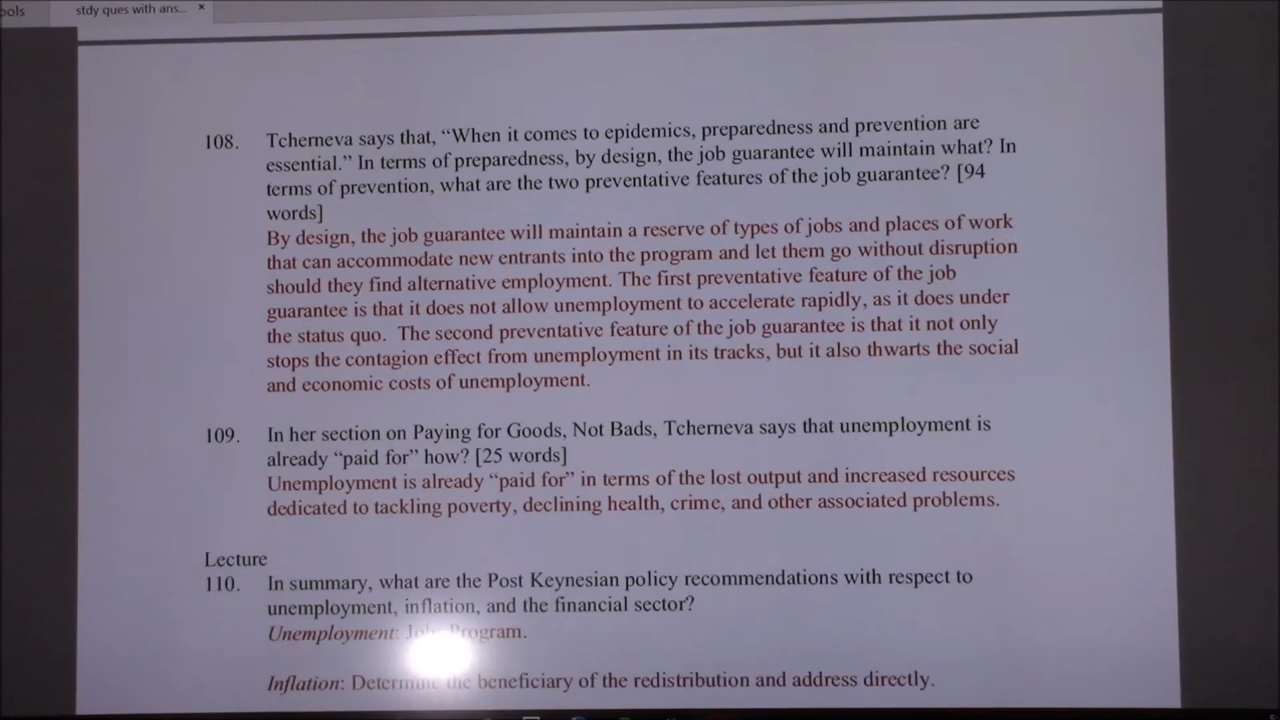 ools
stdy ques with ans... ×
108. Tcherneva says that, “When it comes to epidemics, preparedness and prevention are
essential.” In terms of preparedness, by design, the job guarantee will maintain what? In
terms of prevention, what are the two preventative features of the job guarantee? [94
words]
By design, the job guarantee will maintain a reserve of types of jobs and places of work
that can accommodate new entrants into the program and let them go without disruption
should they find alternative employment. The first preventative feature of the job
guarantee is that it does not allow unemployment to accelerate rapidly, as it does under
the status quo. The second preventative feature of the job guarantee is that it not only
stops the contagion effect from unemployment in its tracks, but it also thwarts the social
and economic costs of unemployment.
109. In her section on Paying for Goods, Not Bads, Tcherneva says that unemployment is
already “paid for” how? [25 words]
Unemployment is already “paid for” in terms of the lost output and increased resources
dedicated to tackling poverty, declining health, crime, and other associated problems.
Lecture
110. In summary, what are the Post Keynesian policy recommendations with respect to
unemployment, inflation, and the financial sector?
Unemployment: Program.
Inflation: Determine the beneficiary of the redistribution and address directly.